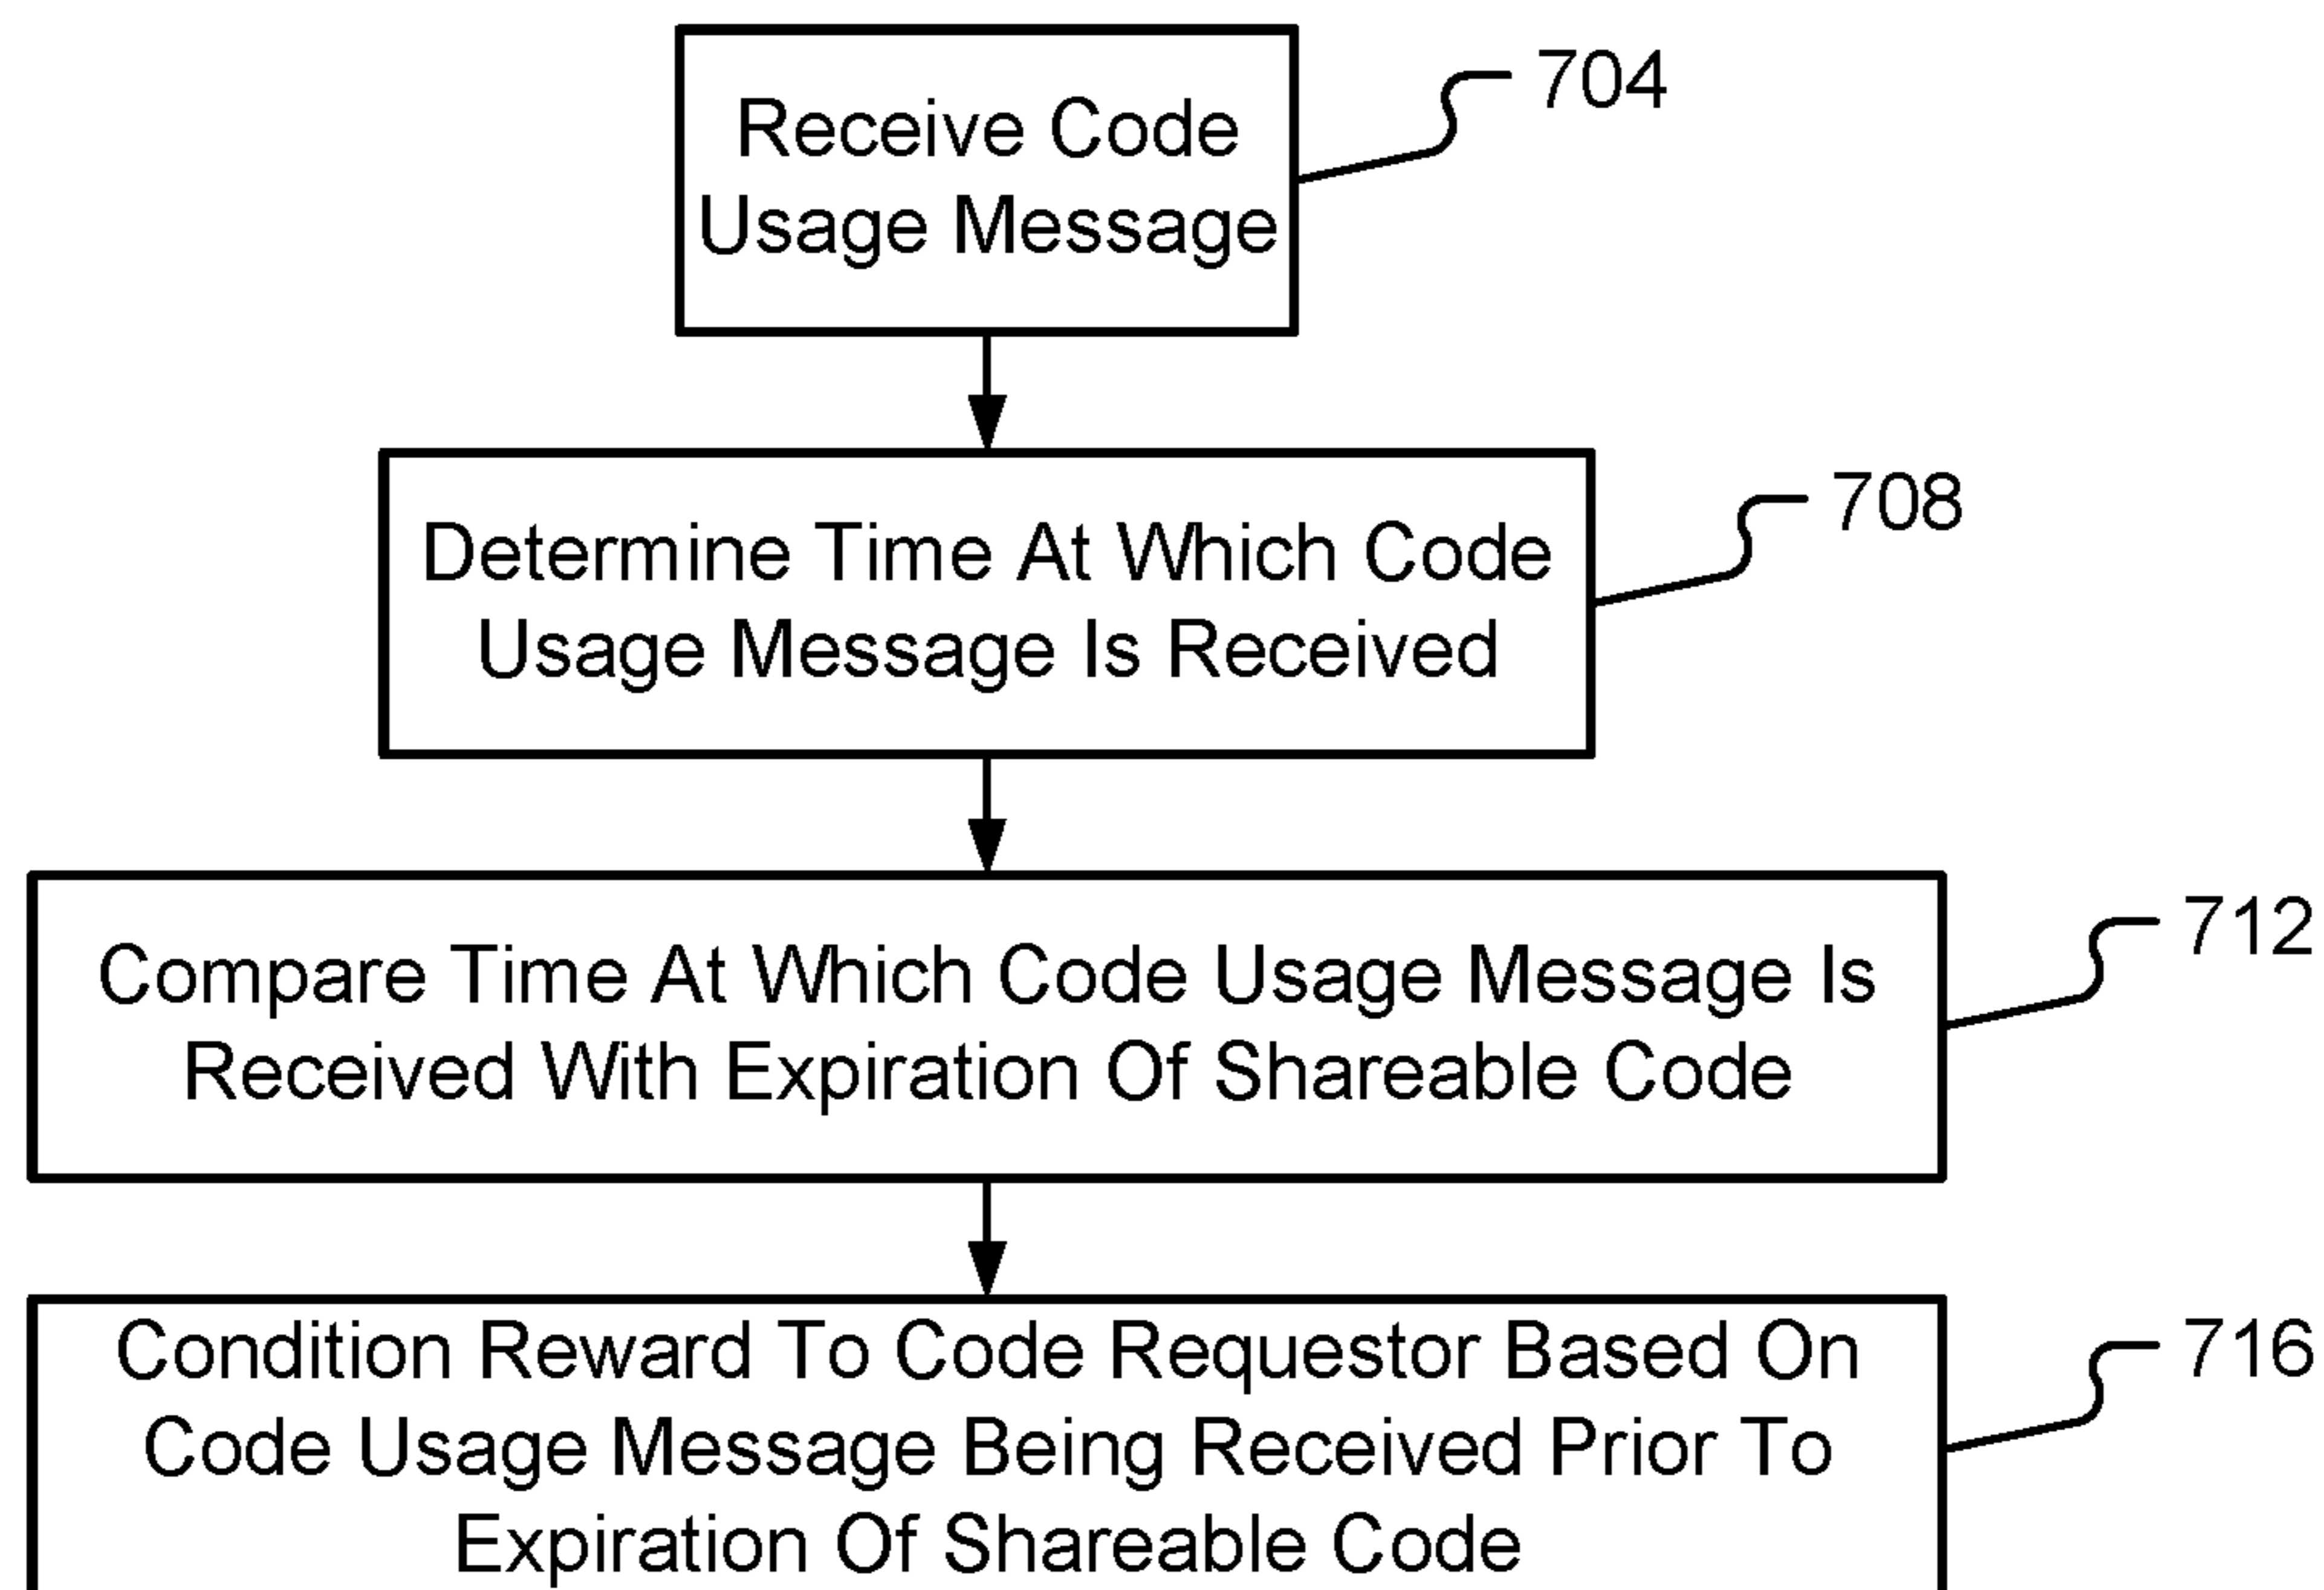 Receive Code
Usage Message
704
Determine Time At Which Code
Usage Message Is Received
708
Compare Time At Which Code Usage Message Is
Received With Expiration Of Shareable Code
712
Condition Reward To Code Requestor Based On
Code Usage Message Being Received Prior To
Expiration Of Shareable Code
716